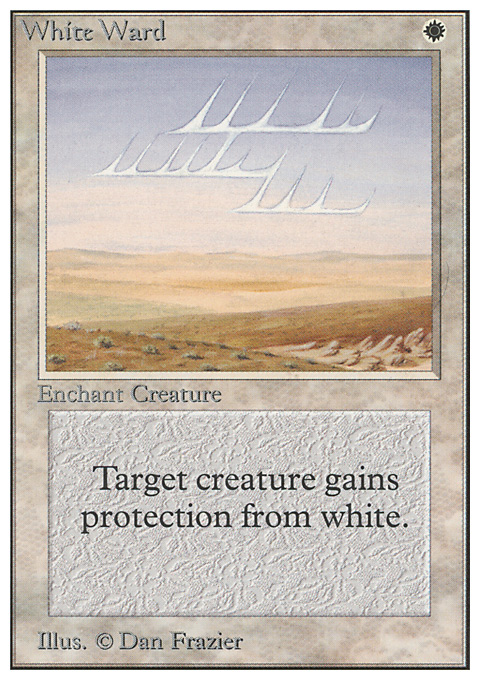 White Ward
Enchant Creature
Target creature gains
protection from white.
Illus. © Dan Frazier